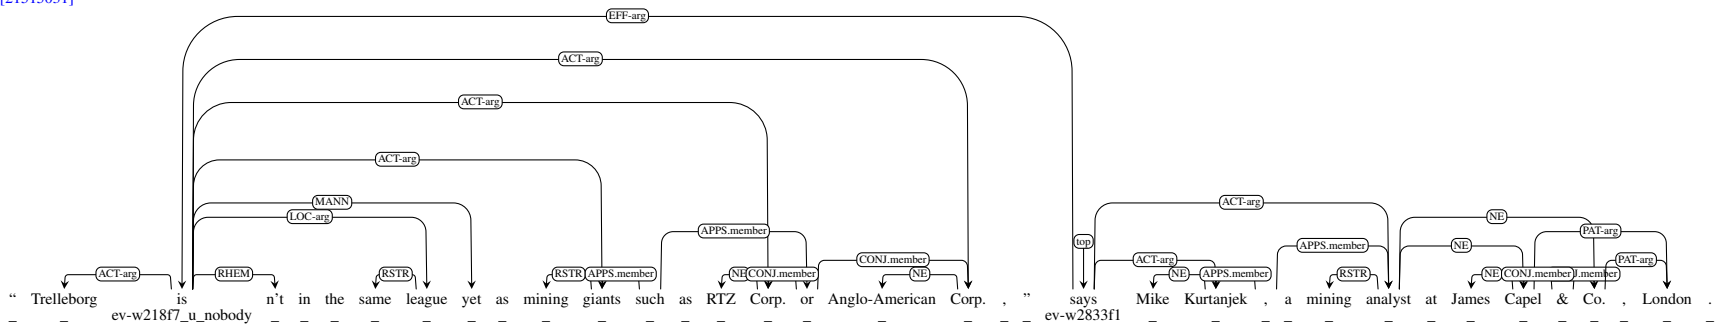 [21515031]
EFF-arg
ACT-arg
ACT-arg
ACT-arg
MANN ACT-arg
LOC-arg NE
APPS.member PAT-arg
top APPS.member NE
CONJ.member ACT-arg PAT-arg
ACT-arg RHEM RSTR RSTR APPS.member NE CONJ.member NE NE APPS.member RSTR NE CONJ.member J.member
“ Trelleborg is n’t in the same league yet as mining giants such as RTZ Corp. or Anglo-American Corp. , ” says Mike Kurtanjek , a mining analyst at James Capel & Co. , London .
_ _ ev-w218f7_u_nobody _ _ _ _ _ _ _ _ _ _ _ _ _ _ _ _ _ _ ev-w2833f1 _ _ _ _ _ _ _ _ _ _ _ _ _ _